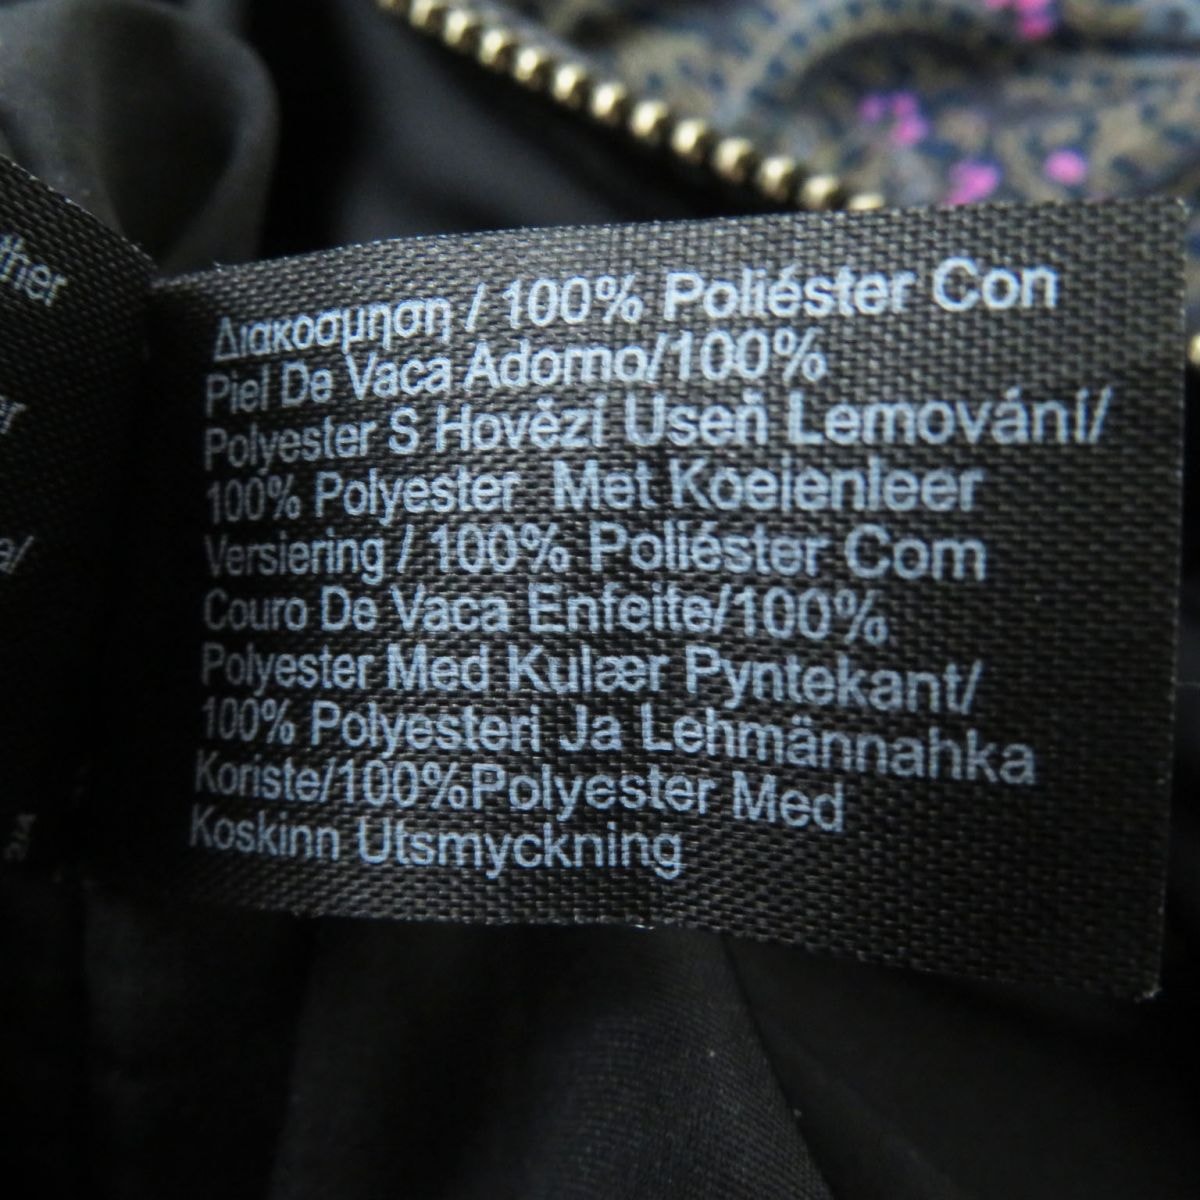 Διακοσμηση / 100% Poliéster Con
Piel De Vaca Adorno/100%
Polyester S Hovězí Useň Lemování/
100% Polyester Met Koeienleer
Versiering / 100% Poliéster Com
Couro De Vaca Enfeite/100%
Polyester Med Kulær Pyntekant/
100% Polyesteri Ja Lehmännahka
Koriste/100%Polyester Med
Koskinn Utsmyckning